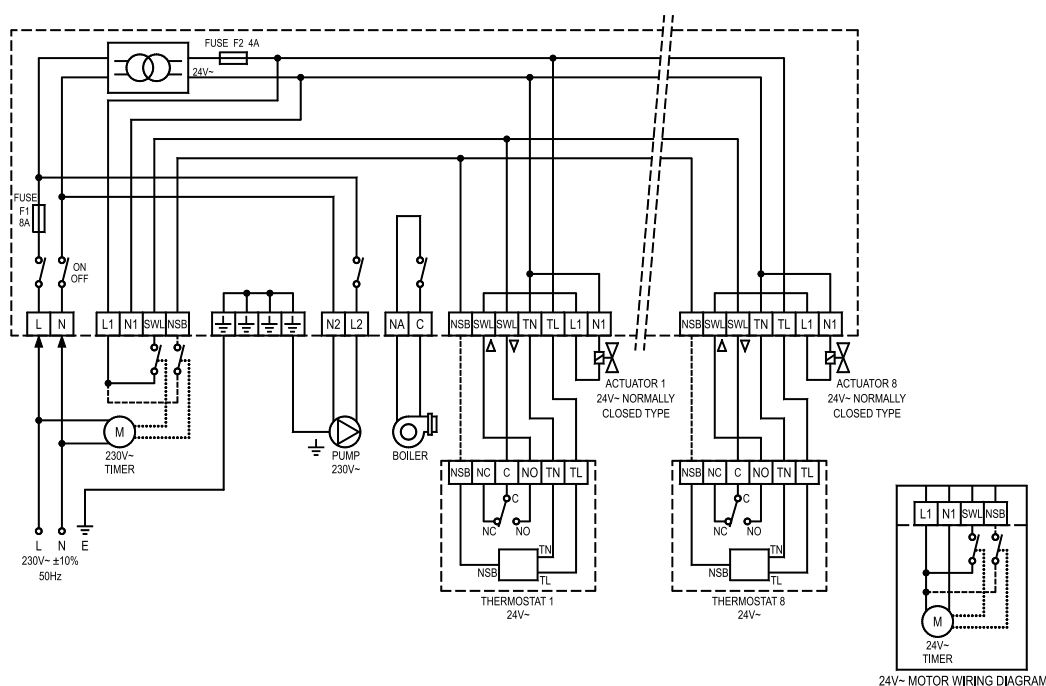 FUSE F2 4A
24V~
FUSE
F1
8A
ON
OFF
L N L1 N1 SWL NSB N2 L2 NA C NSB SWL SWL TN TL L1 N1 NSB SWL SWL TN TL L1 N1
ACTUATOR 1
24V~ NORMALLY
CLOSED TYPE
ACTUATOR 8
24V~ NORMALLY
CLOSED TYPE
M
230V~
TIMER
PUMP
230V~
BOILER
NSB NC C NO TN TL
C
NC NO
TN
NSB
TL
THERMOSTAT 1
24V~
NSB NC C NO TN TL
C
NC NO
TN
NSB
TL
THERMOSTAT 8
24V~
L N E
230V~ ±10%
50Hz
L1 N1 SWL NSB
M
24V~
TIMER
24V~ MOTOR WIRING DIAGRAM